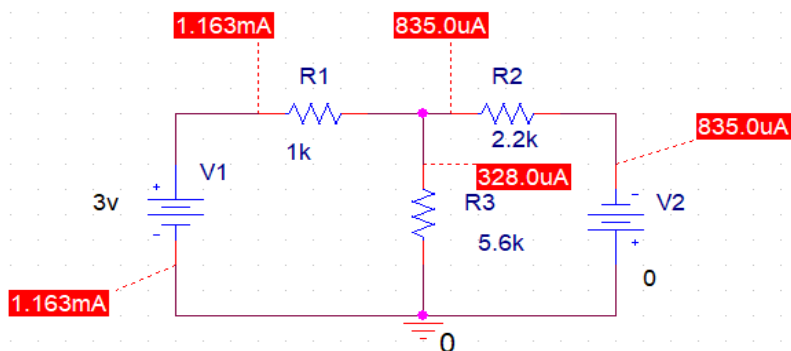 1.163mA
835.0uA
R1
R2
1k
2.2k
835.0uA
V1
+
328.0uA
-
3v
R3
V2
-
5.6k
+
1.163mA
0
0